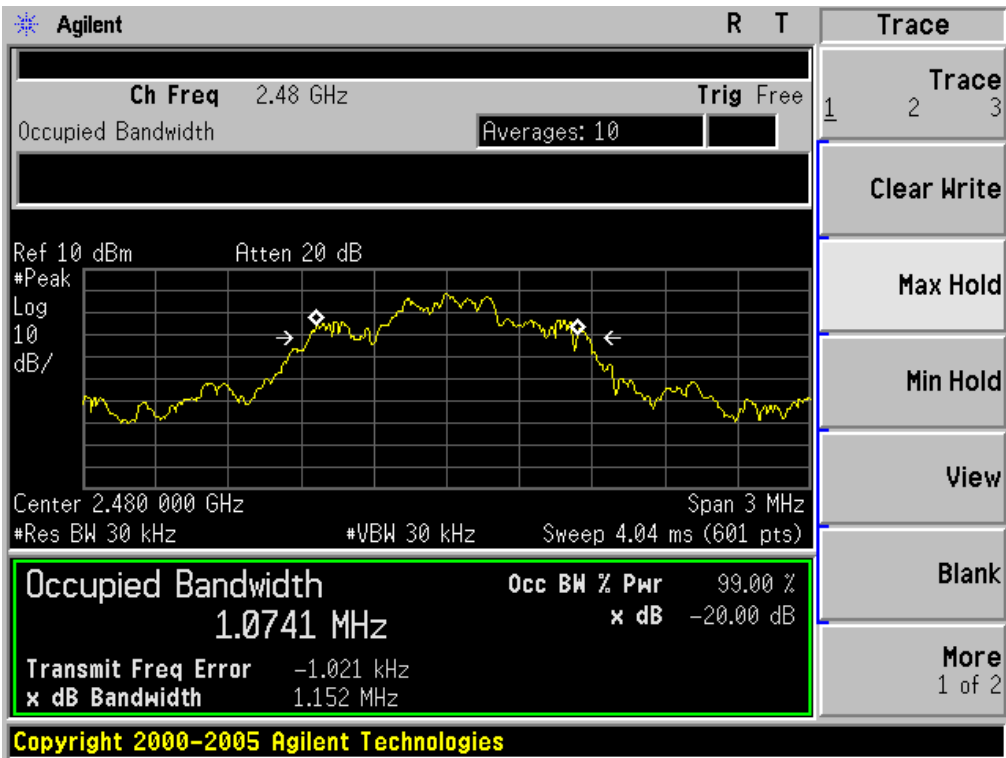 Agilent R T Trace
Ch Freq 2.48 GHz Trig Free
Occupied Bandwidth Averages: 10
Trace
1 2 3
Clear Write
Max Hold
Min Hold
View
Blank
More
1 of 2
Ref 10 dBm Atten 20 dB
#Peak
Log
10
dB/
Center 2.480 000 GHz Span 3 MHz
#Res BW 30 kHz #VBW 30 kHz Sweep 4.04 ms (601 pts)
Occupied Bandwidth Occ BW % Pwr 99.00 %
1.0741 MHz x dB -20.00 dB
Transmit Freq Error -1.021 kHz
x dB Bandwidth 1.152 MHz
Copyright 2000-2005 Agilent Technologies